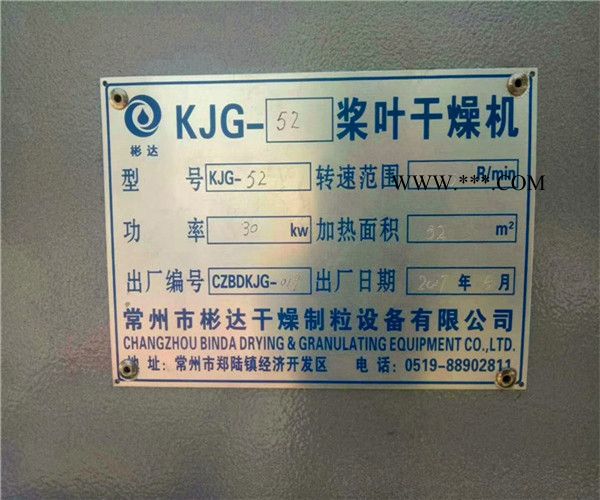 KJG-52 桨叶干燥机
彬达
型 号 KJG-52 转速范围 R/min
WWW.***.COM
功 率 30 kw 加热面积 52 m²
出厂编号 CZBDKJG- 出厂日期 年 月
常州市彬达干燥制粒设备有限公司
CHANGZHOU BINDA DRYING & GRANULATING EQUIPMENT CO.,LTD.
地 址: 常州市郑陆镇经济开发区 电 话: 0519-88902811